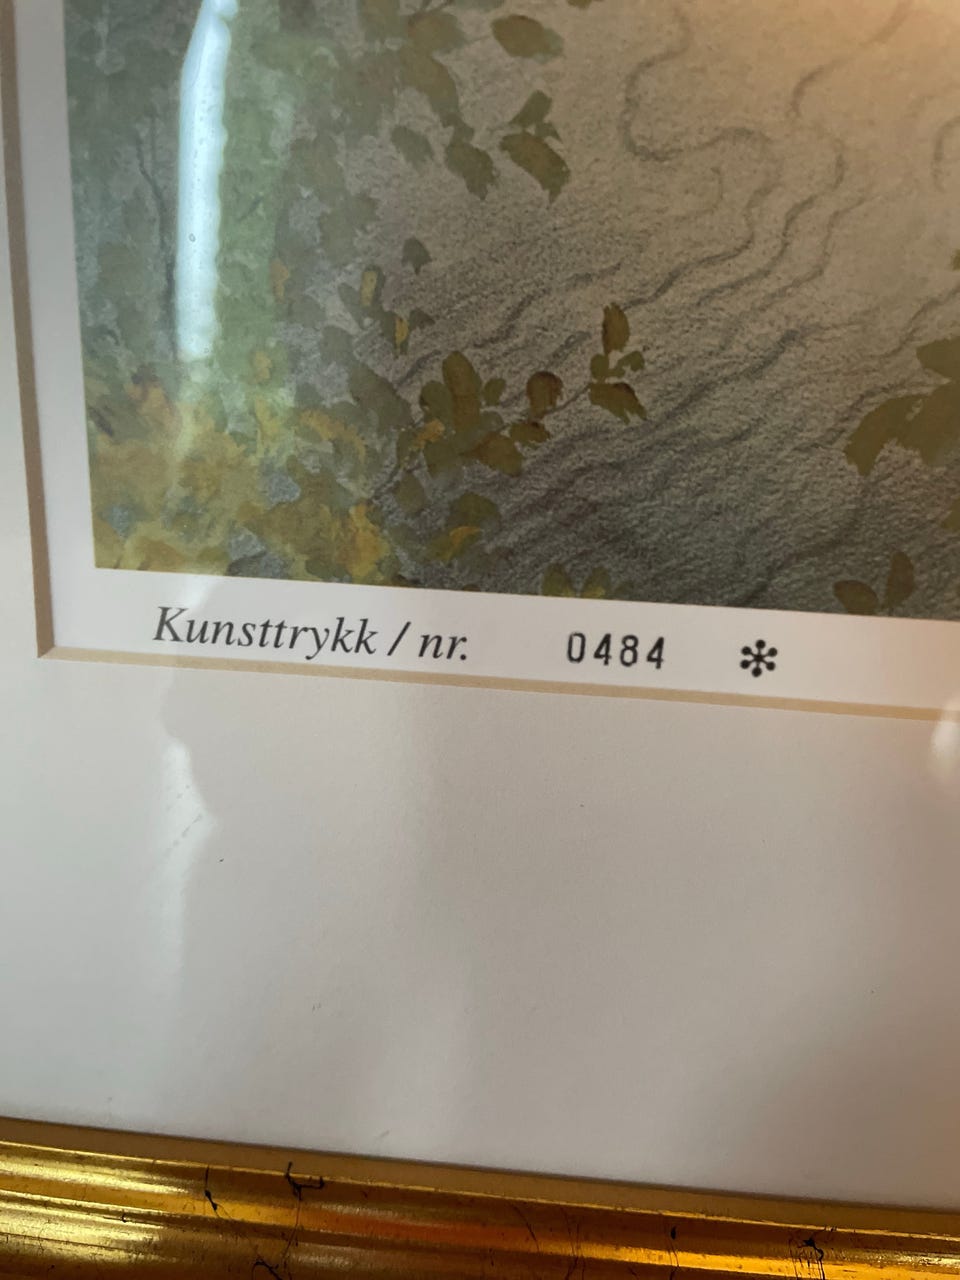 Kunsttrykk / nr. 0484 *